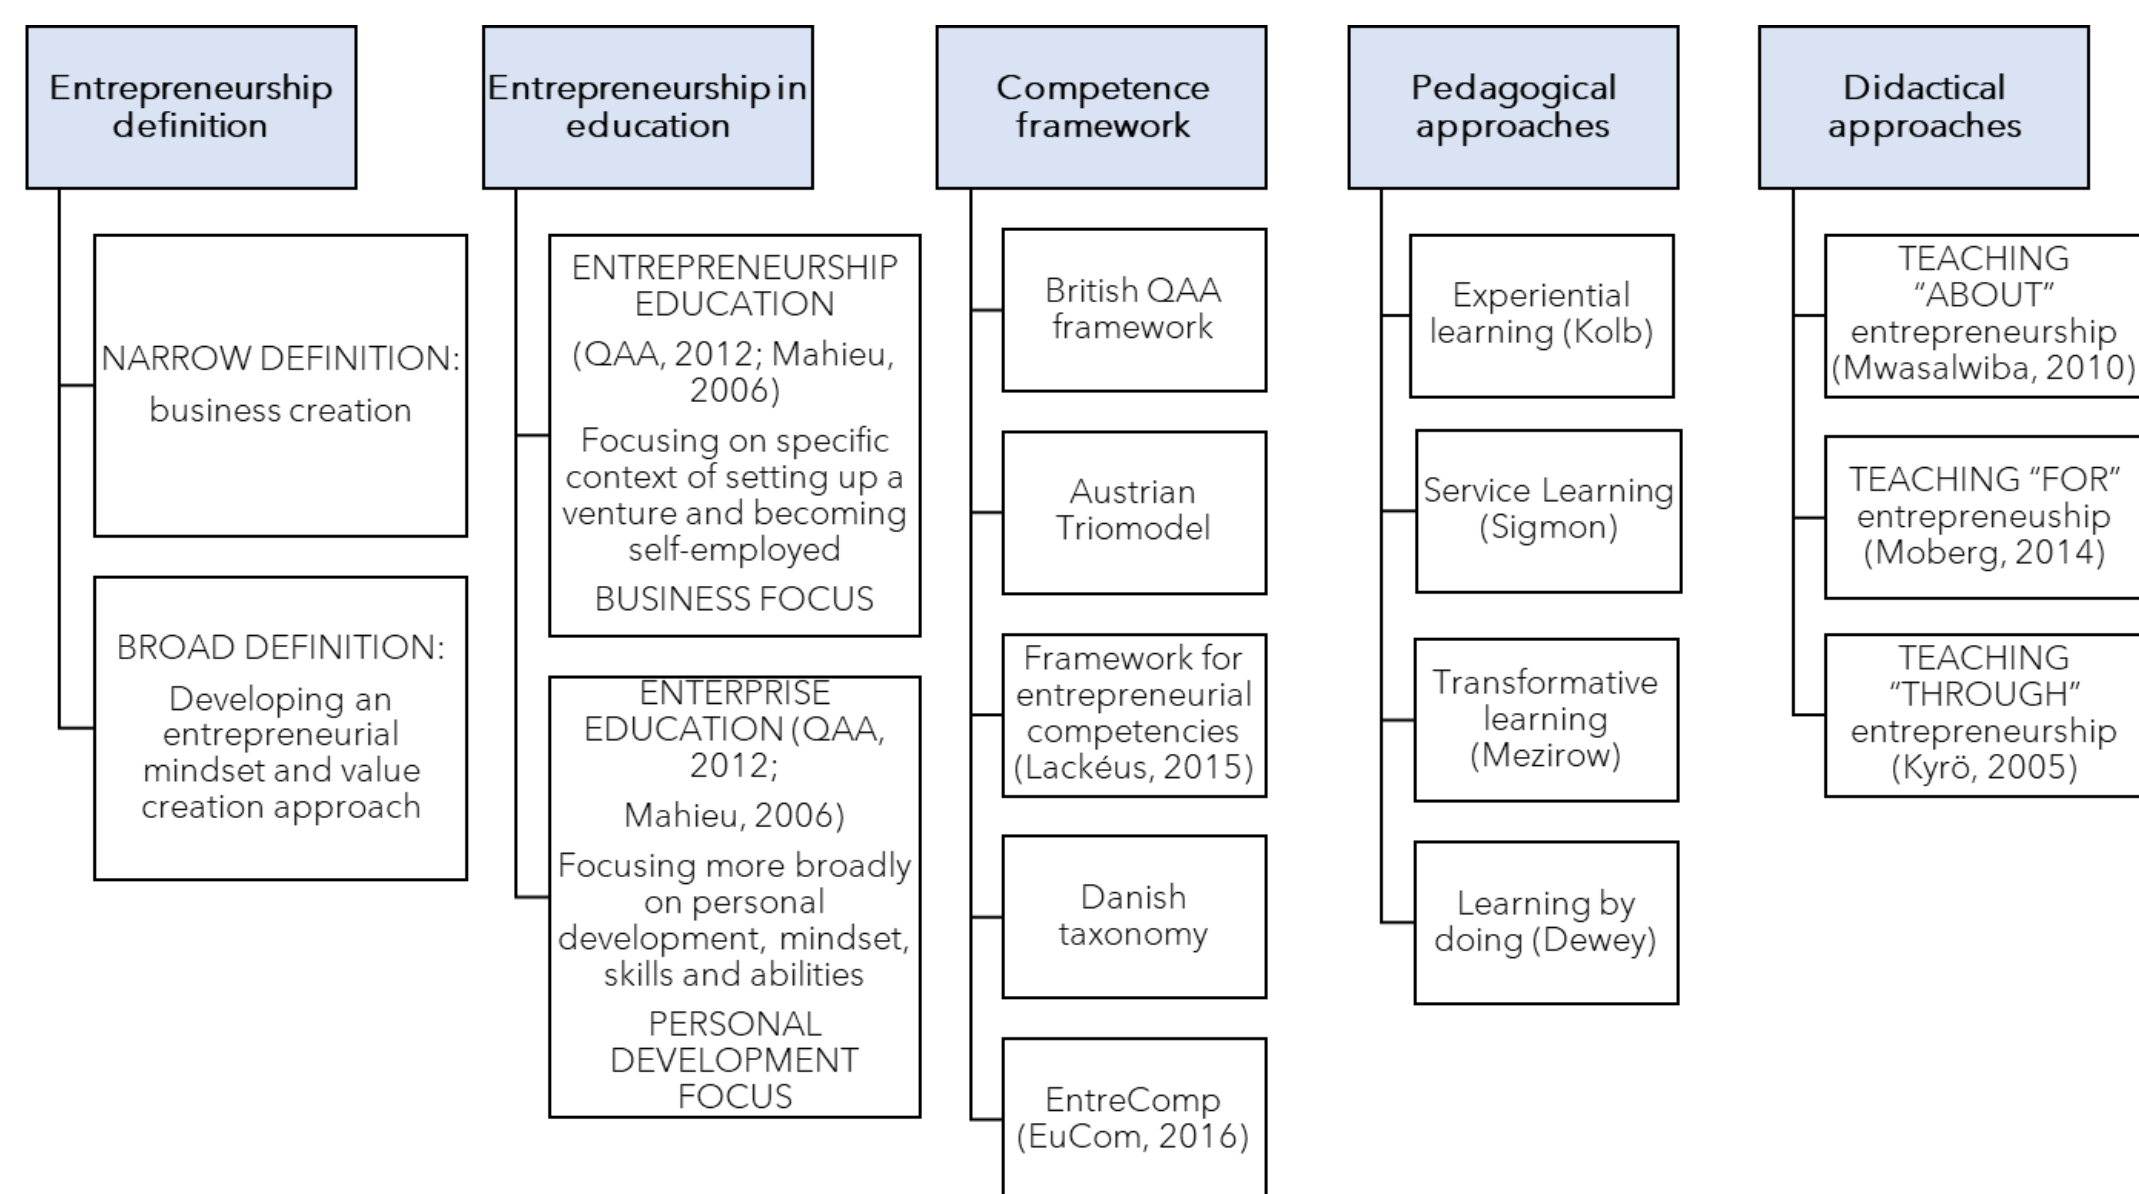 Entrepreneurship
definition
NARROW DEFINITION:
business creation
BROAD DEFINITION:
Developing an
entrepreneurial
mindset and value
creation approach
Entrepreneurship in
education
ENTREPRENEURSHIP
EDUCATION
(QAA, 2012; Mahieu,
2006)
Focusing on specific
context of setting up a
venture and becoming
self-employed
BUSINESS FOCUS
ENTERPRISE
EDUCATION (QAA,
2012;
Mahieu, 2006)
Focusing more broadly
on personal
development, mindset,
skills and abilities
PERSONAL
DEVELOPMENT
FOCUS
Competence
framework
British QAA
framework
Austrian
Triomodel
Framework for
entrepreneurial
competencies
(Lackéus, 2015)
Danish
taxonomy
EntreComp
(EuCom, 2016)
Pedagogical
approaches
Experiential
learning (Kolb)
Service Learning
(Sigmon)
Transformative
learning
(Mezirow)
Learning by
doing (Dewey)
Didactical
approaches
TEACHING
“ABOUT”
entrepreneurship
(Mwasalwiba, 2010)
TEACHING “FOR”
entrepreneuship
(Moberg, 2014)
TEACHING
“THROUGH”
entrepreneurship
(Kyrö, 2005)